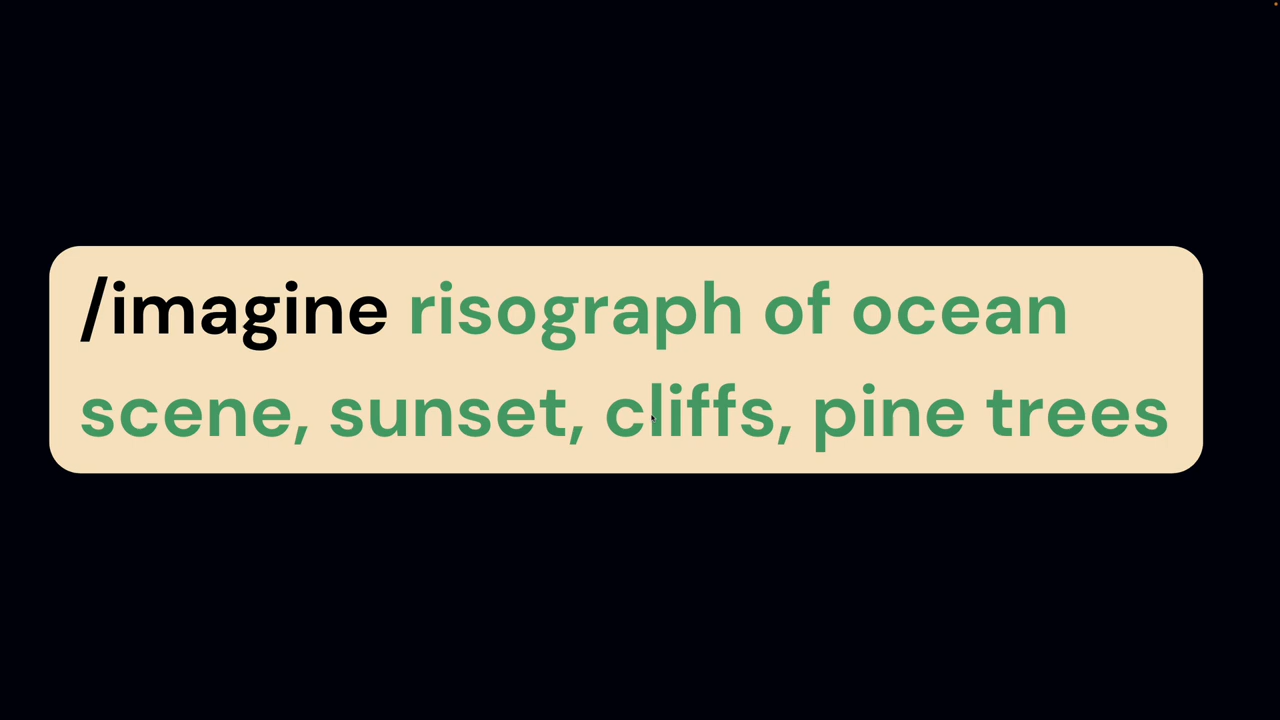 /imagine risograph of ocean
scene, sunset, cliffs, pine trees